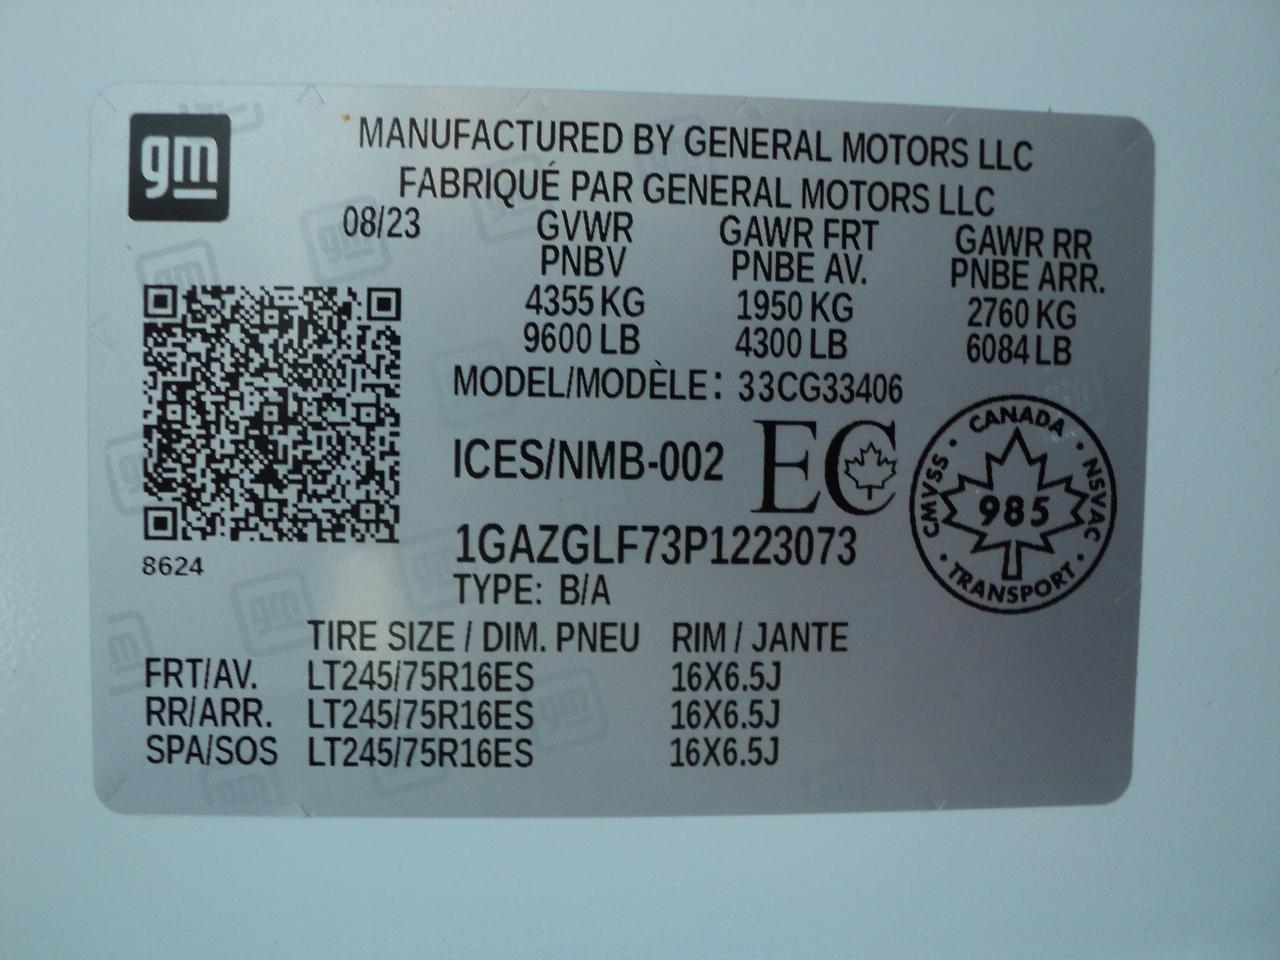 gm
MANUFACTURED BY GENERAL MOTORS LLC
FABRIQUÉ PAR GENERAL MOTORS LLC
08/23 GVWR GAWR FRT GAWR RR
PNBV PNBE AV. PNBE ARR.
4355 KG 1950 KG 2760 KG
9600 LB 4300 LB 6084 LB
MODEL/MODÈLE: 33CG33406
ICES/NMB-002 EC
CANADA
CMVSS 985 NSVAC
TRANSPORT
1GAZGLF73P1223073
8624
TYPE: B/A
TIRE SIZE / DIM. PNEU RIM / JANTE
FRT/AV. LT245/75R16ES 16X6.5J
RR/ARR. LT245/75R16ES 16X6.5J
SPA/SOS LT245/75R16ES 16X6.5J